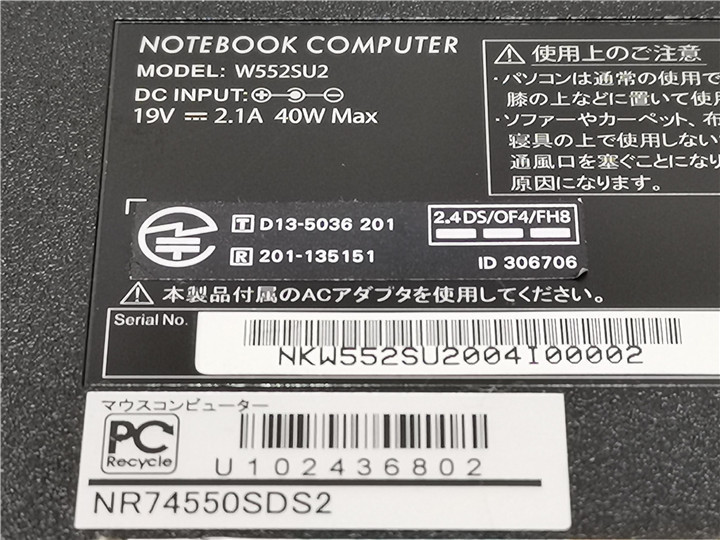 NOTEBOOK COMPUTER
MODEL: W552SU2
DC INPUT:
19V 2.1A 40W Max
使用上のご注意
・パソコンは通常の使用で
膝の上などに置いて使用
・ソファーやカーペット、布
寝具の上で使用しない
通風口を塞ぐことになり
原因になります。
T D13-5036 201
R 201-135151
2.4DS/OF4/FH8
ID 306706
本製品付属のACアダプタを使用してください。
Serial No.
NKW552SU2004I00002
マウスコンピューター
PC
Recycle
U102436802
NR74550SDS2